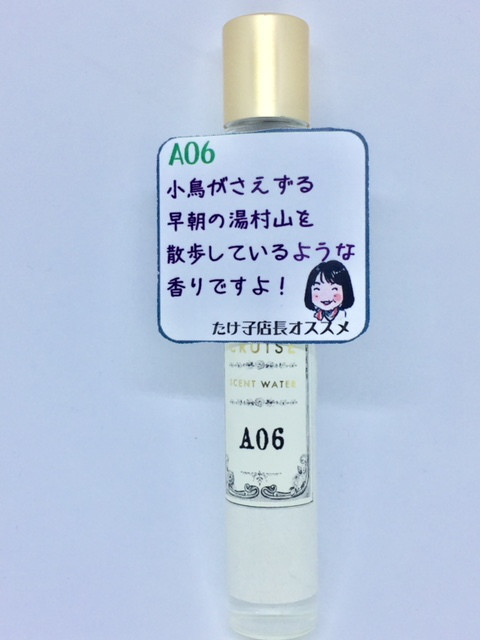 A06
小鳥がさえずる
早朝の湯村山を
散歩しているような
香りですよ！
たけ子店長オススメ
SCENT WATER
A06